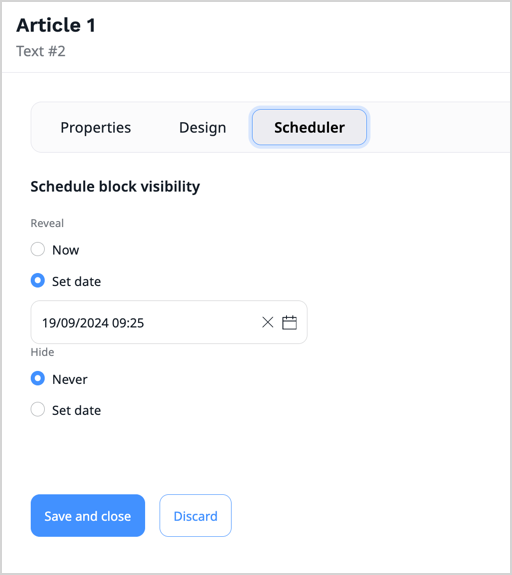 Article 1
Text #2
Properties Design Scheduler
Schedule block visibility
Reveal
Now
Set date
19/09/2024 09:25
Hide
Never
Set date
Save and close Discard